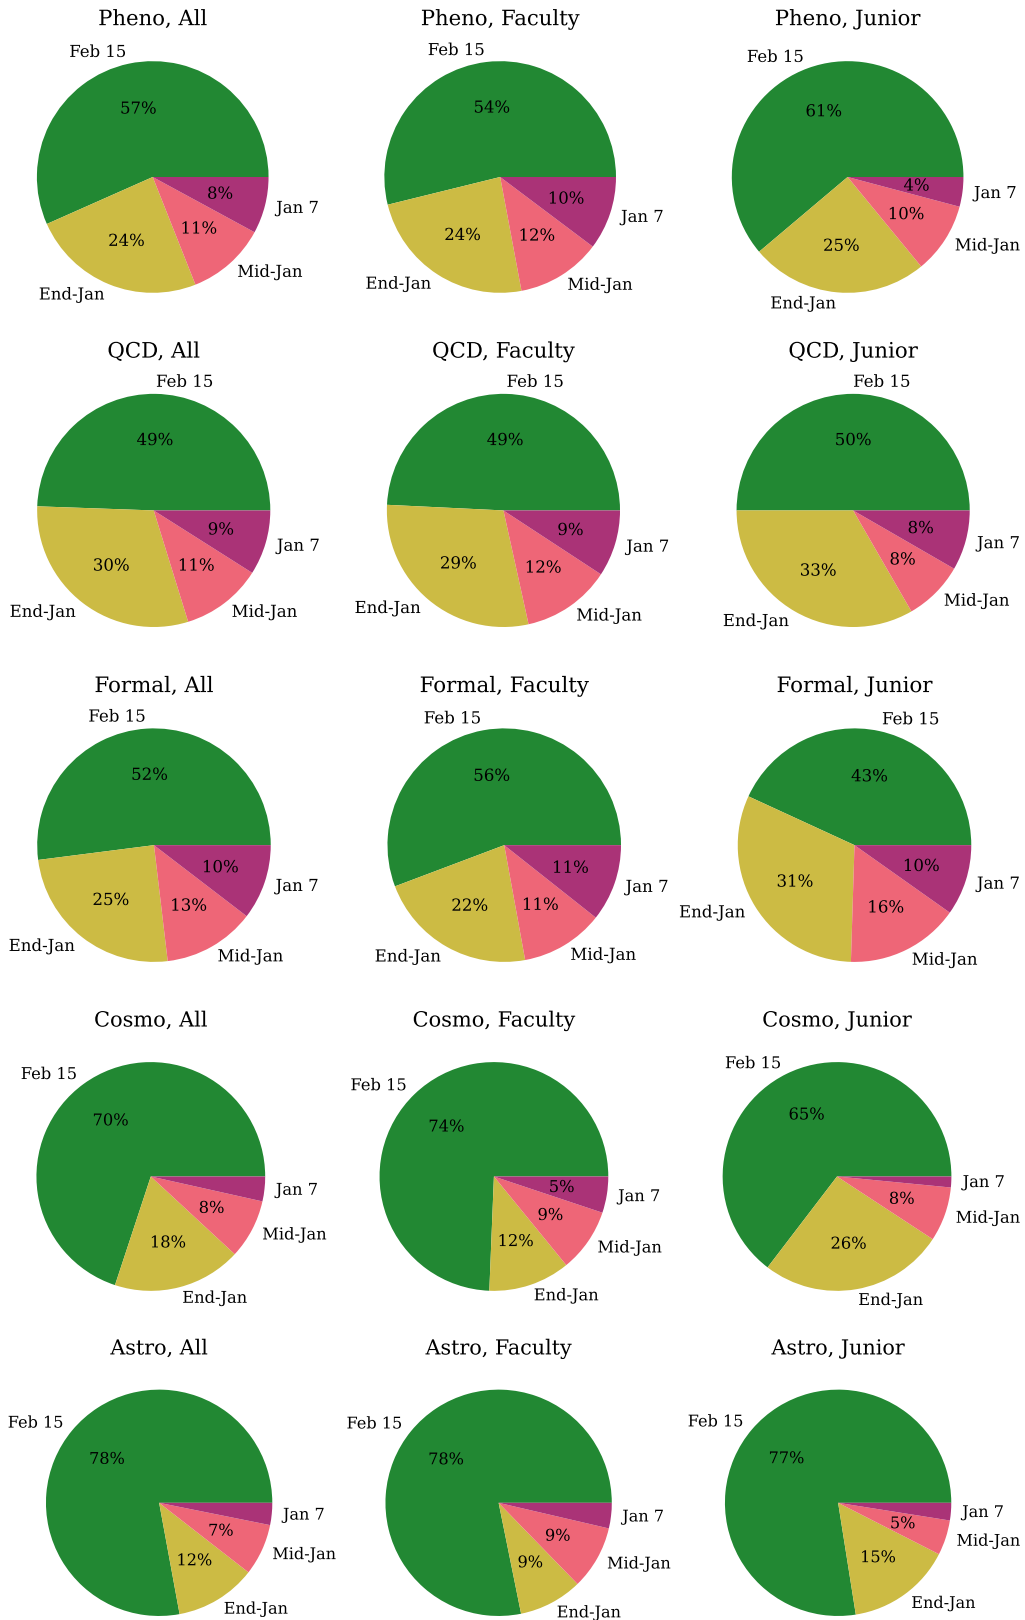 Pheno, All
Feb 15
57%
8%
Jan 7
11%
24%
Mid-Jan
End-Jan
Pheno, Faculty
Feb 15
54%
10%
Jan 7
12%
24%
Mid-Jan
End-Jan
Pheno, Junior
Feb 15
61%
4%
Jan 7
10%
25%
Mid-Jan
End-Jan
QCD, All
Feb 15
49%
9%
Jan 7
11%
30%
Mid-Jan
End-Jan
QCD, Faculty
Feb 15
49%
9%
Jan 7
12%
29%
Mid-Jan
End-Jan
QCD, Junior
Feb 15
50%
8%
Jan 7
8%
33%
Mid-Jan
End-Jan
Formal, All
Feb 15
52%
10%
Jan 7
13%
25%
Mid-Jan
End-Jan
Formal, Faculty
Feb 15
56%
11%
Jan 7
11%
22%
Mid-Jan
End-Jan
Formal, Junior
Feb 15
43%
10%
Jan 7
16%
31%
Mid-Jan
End-Jan
Cosmo, All
Feb 15
70%
Jan 7
8%
Mid-Jan
18%
End-Jan
Cosmo, Faculty
Feb 15
74%
5%
Jan 7
9%
Mid-Jan
12%
End-Jan
Cosmo, Junior
Feb 15
65%
Jan 7
8%
Mid-Jan
26%
End-Jan
Astro, All
Feb 15
78%
Jan 7
7%
Mid-Jan
12%
End-Jan
Astro, Faculty
Feb 15
78%
Jan 7
9%
Mid-Jan
9%
End-Jan
Astro, Junior
Feb 15
77%
Jan 7
5%
Mid-Jan
15%
End-Jan